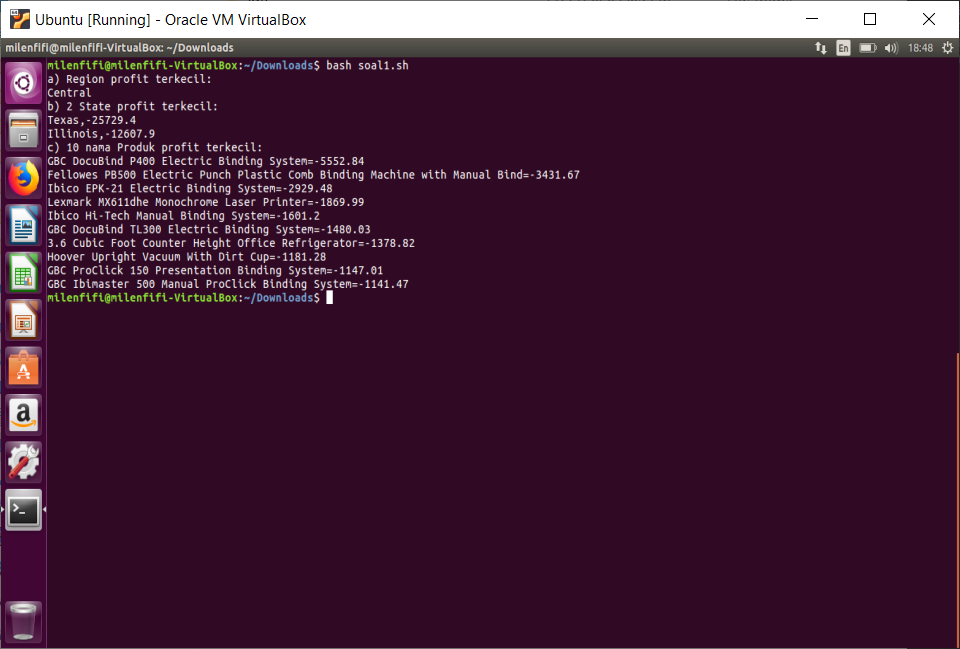 Ubuntu [Running] - Oracle VM VirtualBox
milenfifi@milenfifi-VirtualBox: ~/Downloads
En
18:48
milenfifi@milenfifi-VirtualBox:~/Downloads$ bash soal1.sh
a) Region profit terkecil:
Central
b) 2 State profit terkecil:
Texas,-25729.4
Illinois,-12607.9
c) 10 nama Produk profit terkecil:
GBC DocuBind P400 Electric Binding System=-5552.84
Fellowes PB500 Electric Punch Plastic Comb Binding Machine with Manual Bind=-3431.67
Ibico EPK-21 Electric Binding System=-2929.48
Lexmark MX611dhe Monochrome Laser Printer=-1869.99
Ibico Hi-Tech Manual Binding System=-1601.2
GBC DocuBind TL300 Electric Binding System=-1480.03
3.6 Cubic Foot Counter Height Office Refrigerator=-1378.82
Hoover Upright Vacuum With Dirt Cup=-1181.28
GBC ProClick 150 Presentation Binding System=-1147.01
GBC Ibimaster 500 Manual ProClick Binding System=-1141.47
milenfifi@milenfifi-VirtualBox:~/Downloads$